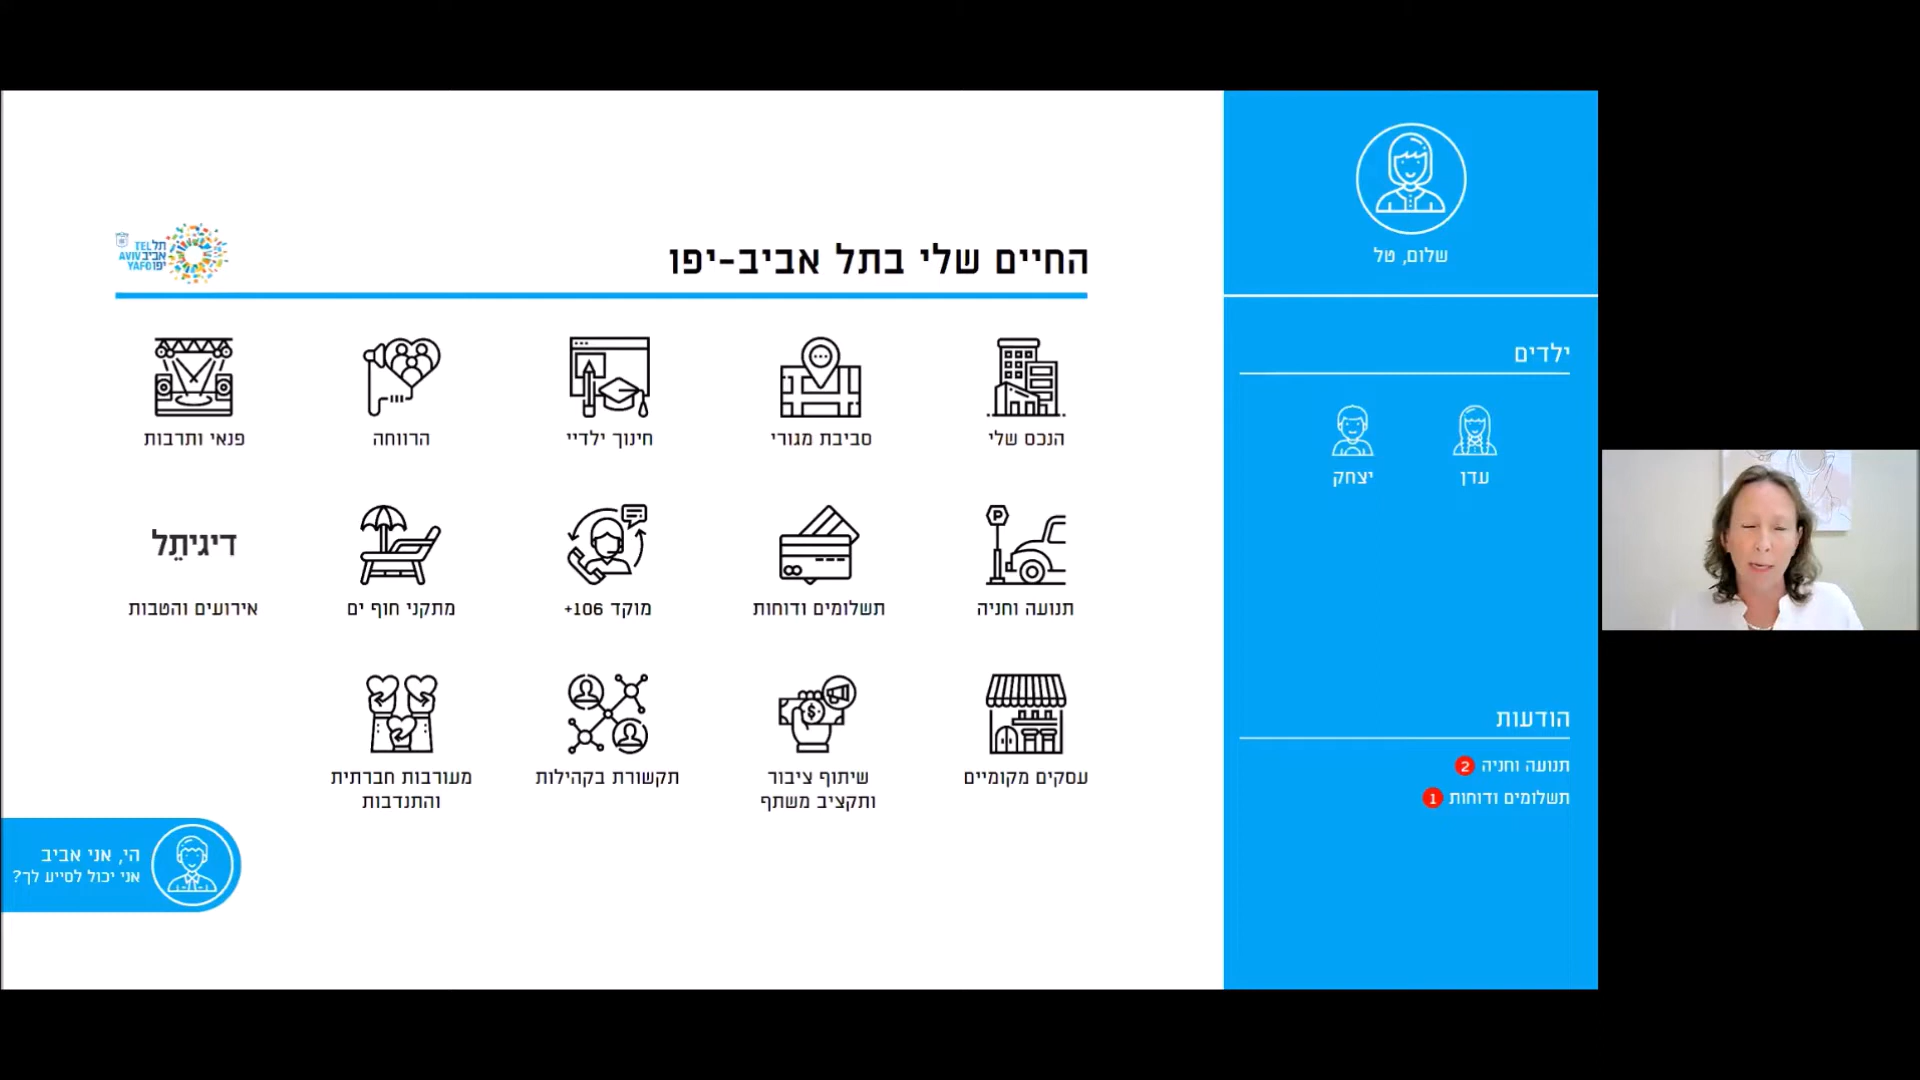 שלום, טל
ילדים
עדן
יצחק
הודעות
תנועה וחניה 2
תשלומים ודוחות 1
החיים שלי בתל אביב-יפו
תל TEL
אביב AVIV
יפו YAFO
הנכס שלי
סביבת מגורי
חינוך ילדיי
הרווחה
פנאי ותרבות
P
תנועה וחניה
תשלומים ודוחות
מוקד 106+
מתקני חוף ים
דיגיתֵל
אירועים והטבות
עסקים מקומיים
$
שיתוף ציבור
ותקציב משתף
תקשורת בקהילות
מעורבות חברתית
והתנדבות
הי, אני אביב
אני יכול לסייע לך?